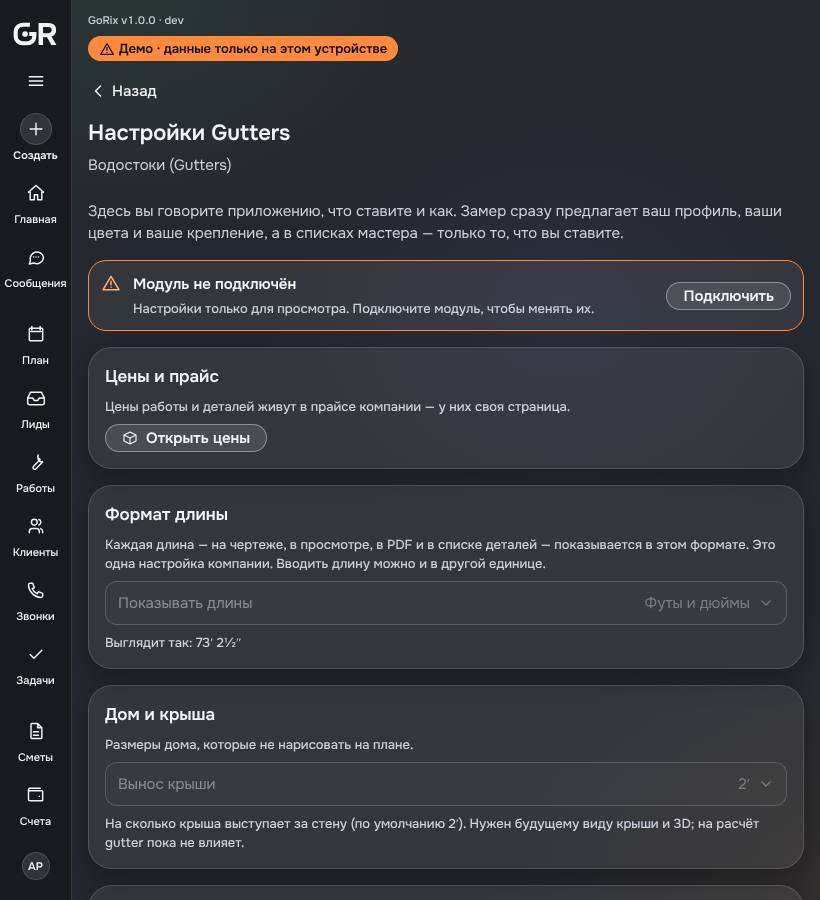 GR
GoRix v1.0.0 · dev
Демо · данные только на этом устройстве
Назад
Настройки Gutters
Водостоки (Gutters)
Здесь вы говорите приложению, что ставите и как. Замер сразу предлагает ваш профиль, ваши
цвета и ваше крепление, а в списках мастера — только то, что вы ставите.
Модуль не подключён
Настройки только для просмотра. Подключите модуль, чтобы менять их.
Подключить
Цены и прайс
Цены работы и деталей живут в прайсе компании — у них своя страница.
Открыть цены
Формат длины
Каждая длина — на чертеже, в просмотре, в PDF и в списке деталей — показывается в этом формате. Это
одна настройка компании. Вводить длину можно и в другой единице.
Показывать длины
Футы и дюймы
Выглядит так: 73′ 2½″
Дом и крыша
Размеры дома, которые не нарисовать на плане.
Вынос крыши
2′
На сколько крыша выступает за стену (по умолчанию 2′). Нужен будущему виду крыши и 3D; на расчёт
gutter пока не влияет.
Создать
Главная
Сообщения
План
Лиды
Работы
Клиенты
Звонки
Задачи
Сметы
Счета
AP